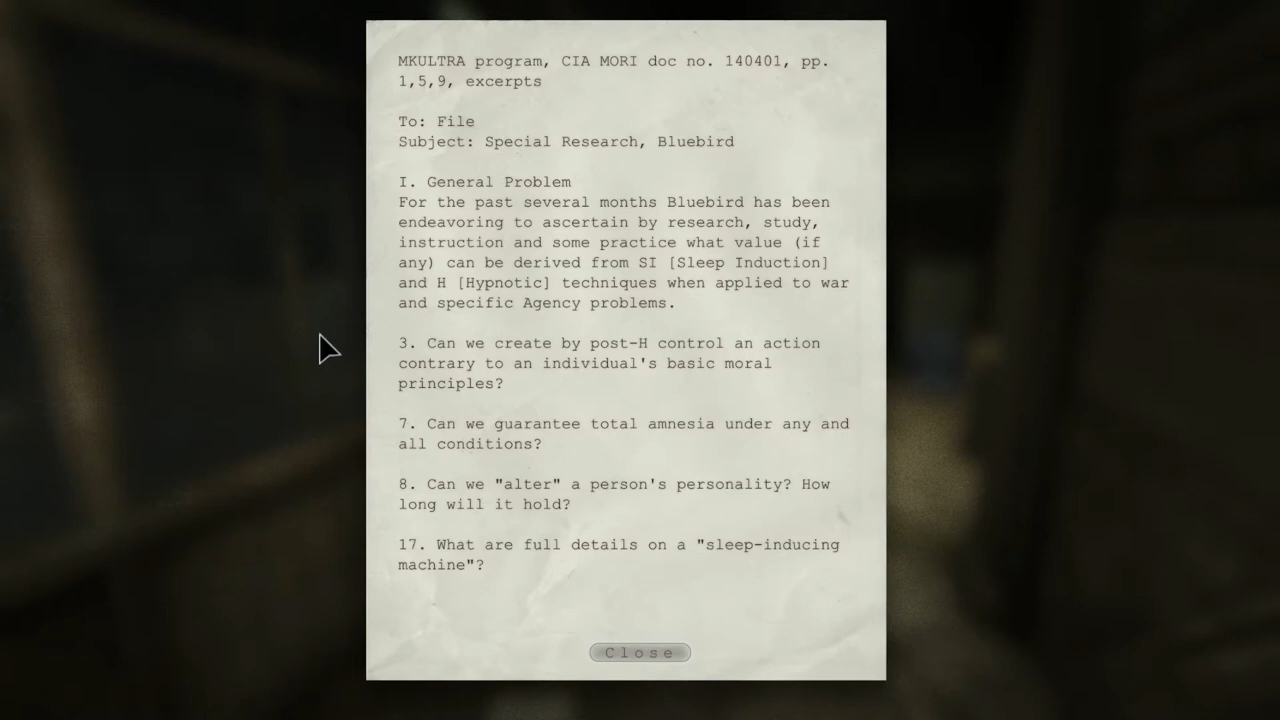 MKULTRA program, CIA MORI doc no. 140401, pp.
1,5,9, excerpts
To: File
Subject: Special Research, Bluebird
I. General Problem
For the past several months Bluebird has been
endeavoring to ascertain by research, study,
instruction and some practice what value (if
any) can be derived from SI [Sleep Induction]
and H [Hypnotic] techniques when applied to war
and specific Agency problems.
3. Can we create by post-H control an action
contrary to an individual's basic moral
principles?
7. Can we guarantee total amnesia under any and
all conditions?
8. Can we "alter" a person's personality? How
long will it hold?
17. What are full details on a "sleep-inducing
machine"?
Close